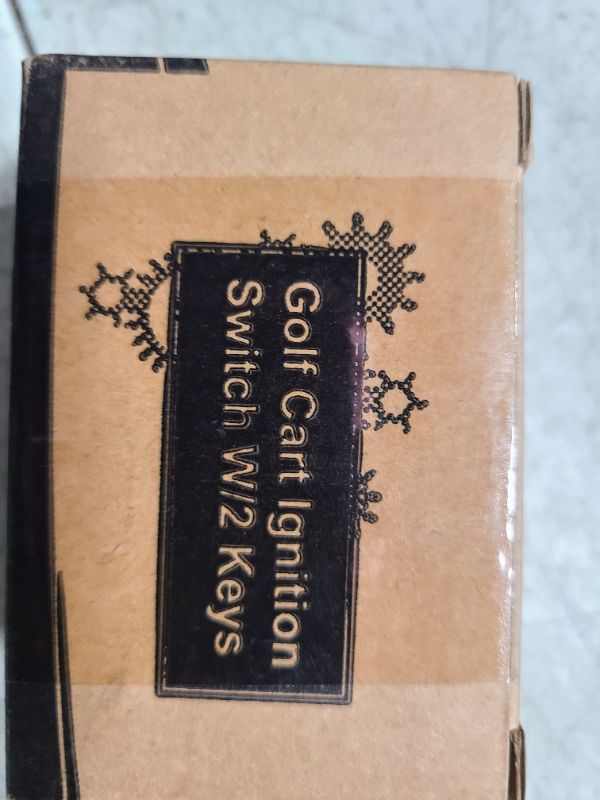 Golf Cart Ignition
Switch W/2 Keys